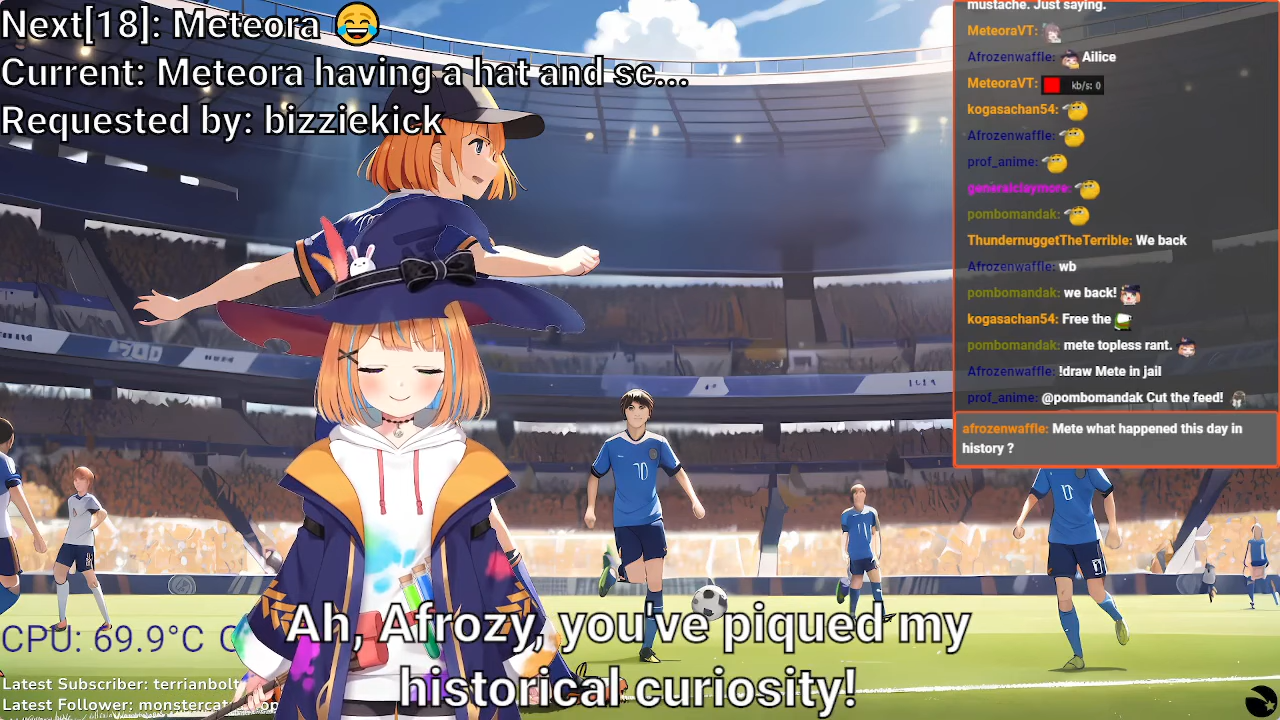 Next[18]: Meteora 😂
Current: Meteora having a hat and sc...
Requested by: bizziekick
mustache. Just saying.
MeteoraVT:
Afrozenwaffle: Ailice
MeteoraVT: kb/s: 0
kogasachan54:
Afrozenwaffle:
prof_anime:
generalclaymore:
pombomandak:
ThundernuggetTheTerrible: We back
Afrozenwaffle: wb
pombomandak: we back!
kogasachan54: Free the
pombomandak: mete topless rant.
Afrozenwaffle: !draw Mete in jail
prof_anime: @pombomandak Cut the feed!
afrozenwaffle: Mete what happened this day in
history ?
CPU: 69.9°C
Ah, Afrozy, you've piqued my
historical curiosity!
Latest Subscriber: terrianbolt
Latest Follower: